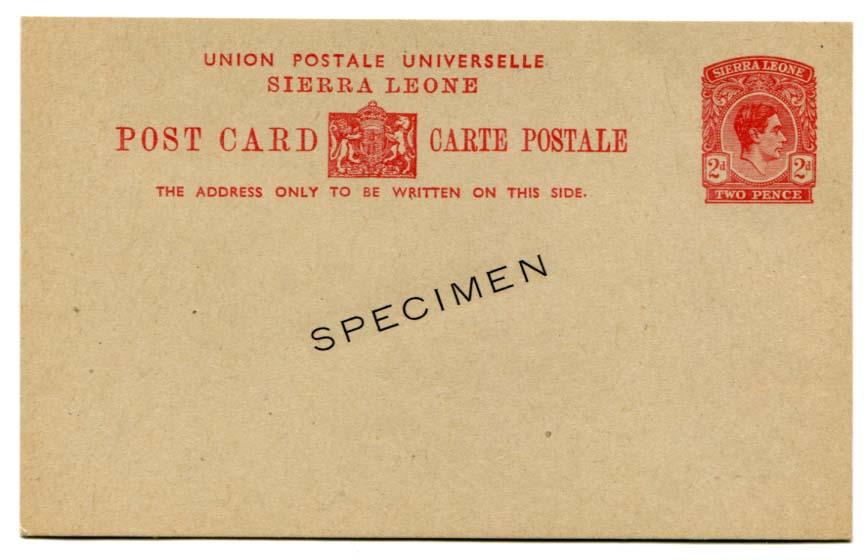 UNION POSTALE UNIVERSELLE
SIERRA LEONE
POST CARD CARTE POSTALE
THE ADDRESS ONLY TO BE WRITTEN ON THIS SIDE.
SIERRA LEONE
2d 2d
TWO PENCE
SPECIMEN